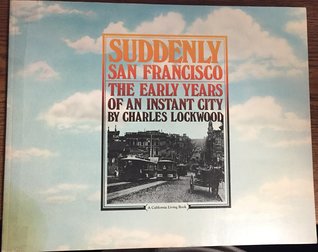 SUDDENLY
SAN FRANCISCO
THE EARLY YEARS
OF AN INSTANT CITY
BY CHARLES LOCKWOOD
A California Living Book